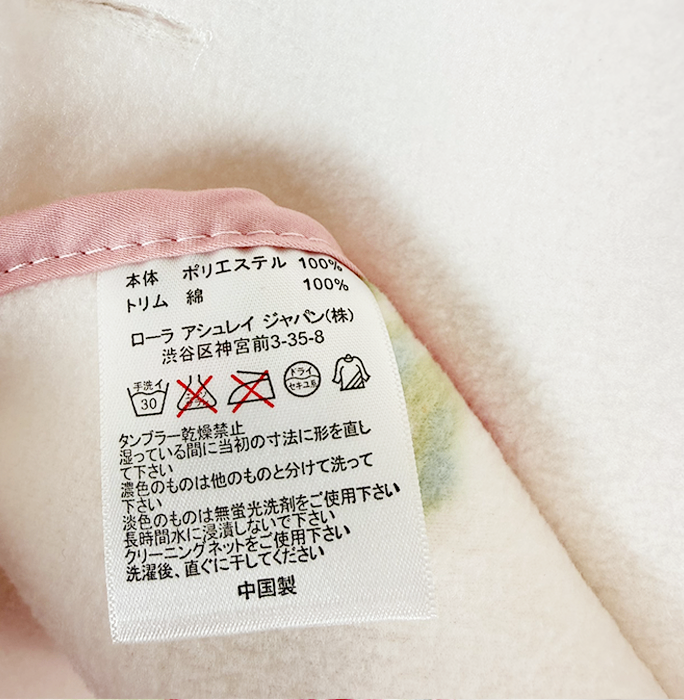 本体 ポリエステル 100%
トリム 綿 100%
ローラ アシュレイ ジャパン(株)
渋谷区神宮前3-35-8
手洗イ 30 ドライ セキユ系
タンブラー乾燥禁止
湿っている間に当初の寸法に形を直し
て下さい
濃色のものは他のものと分けて洗って
下さい
淡色のものは無蛍光洗剤をご使用下さい
長時間水に浸漬しないで下さい
クリーニングネットをご使用下さい
洗濯後、直ぐに干してください
中国製